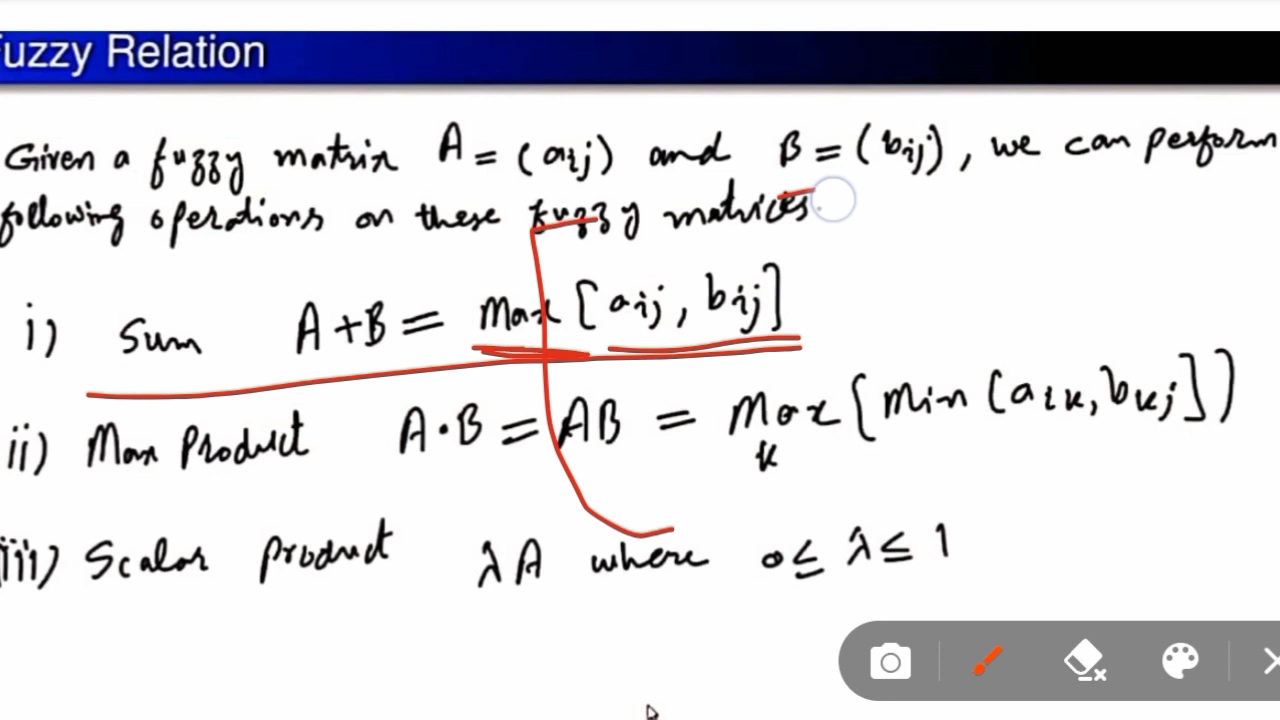 Fuzzy Relation
Given a fuzzy matrix A = (aij) and B = (bij), we can perform
following operations on these fuzzy matrices.
i) Sum A+B = Max [aij, bij]
ii) Max Product A·B = AB = Max k {Min (aik, bkj])
iii) Scalar product λA where 0≤ λ≤ 1